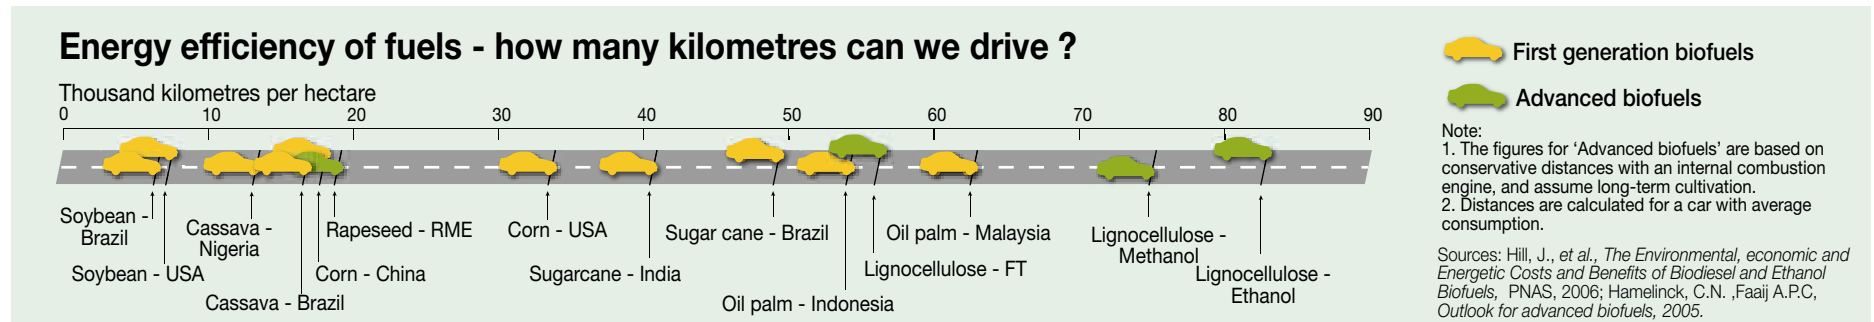 Energy efficiency of fuels - how many kilometres can we drive ?
Thousand kilometres per hectare
0 10 20 30 40 50 60 70 80 90
Soybean -
Brazil
Soybean - USA
Cassava -
Nigeria
Cassava - Brazil
Corn - China
Rapeseed - RME
Corn - USA
Sugarcane - India
Sugar cane - Brazil
Oil palm - Indonesia
Lignocellulose - FT
Oil palm - Malaysia
Lignocellulose -
Methanol
Lignocellulose -
Ethanol
First generation biofuels
Advanced biofuels
Note:
1. The figures for ‘Advanced biofuels’ are based on
conservative distances with an internal combustion
engine, and assume long-term cultivation.
2. Distances are calculated for a car with average
consumption.
Sources: Hill, J., et al., The Environmental, economic and
Energetic Costs and Benefits of Biodiesel and Ethanol
Biofuels, PNAS, 2006; Hamelinck, C.N. ,Faaij A.P.C,
Outlook for advanced biofuels, 2005.